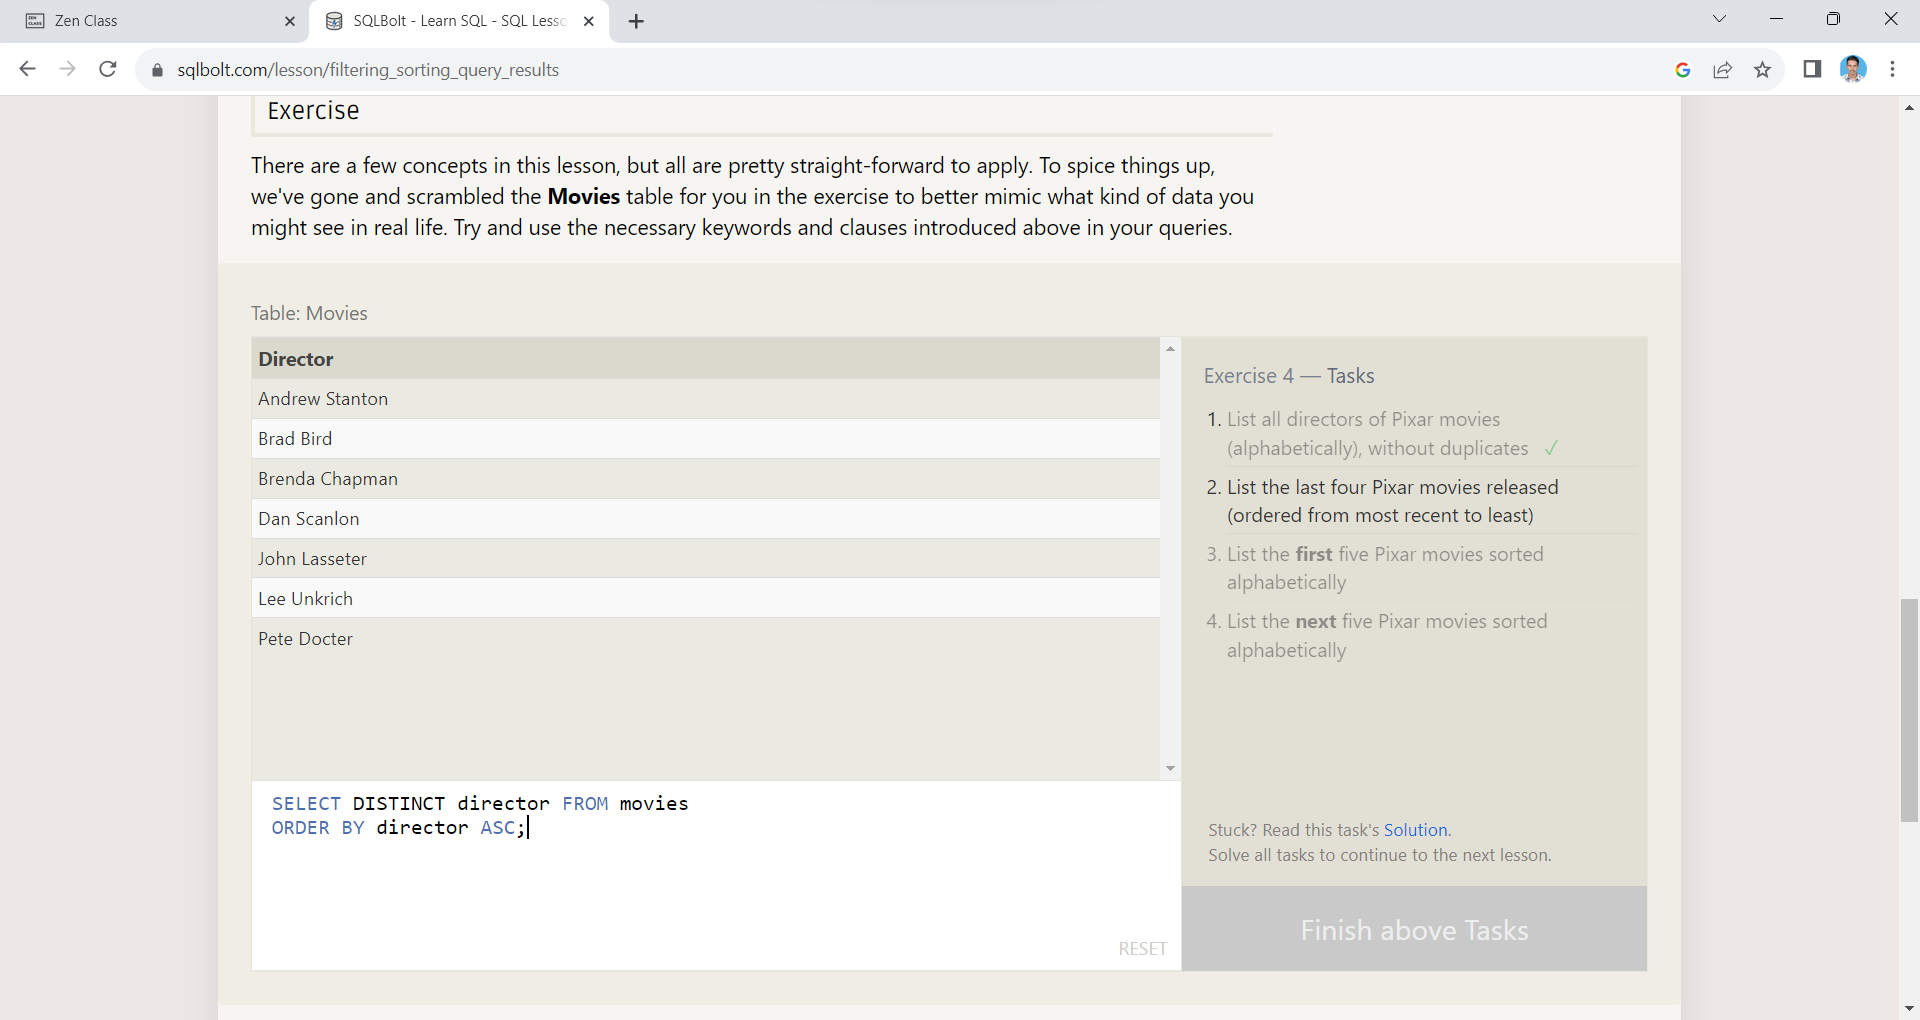 Zen Class
SQLBolt - Learn SQL - SQL Less
sqlbolt.com/lesson/filtering_sorting_query_results
Exercise
There are a few concepts in this lesson, but all are pretty straight-forward to apply. To spice things up,
we've gone and scrambled the Movies table for you in the exercise to better mimic what kind of data you
might see in real life. Try and use the necessary keywords and clauses introduced above in your queries.
Table: Movies
Director
Andrew Stanton
Brad Bird
Brenda Chapman
Dan Scanlon
John Lasseter
Lee Unkrich
Pete Docter
SELECT DISTINCT director FROM movies
ORDER BY director ASC;
RESET
Exercise 4 — Tasks
1. List all directors of Pixar movies
(alphabetically), without duplicates ✓
2. List the last four Pixar movies released
(ordered from most recent to least)
3. List the first five Pixar movies sorted
alphabetically
4. List the next five Pixar movies sorted
alphabetically
Stuck? Read this task's Solution.
Solve all tasks to continue to the next lesson.
Finish above Tasks